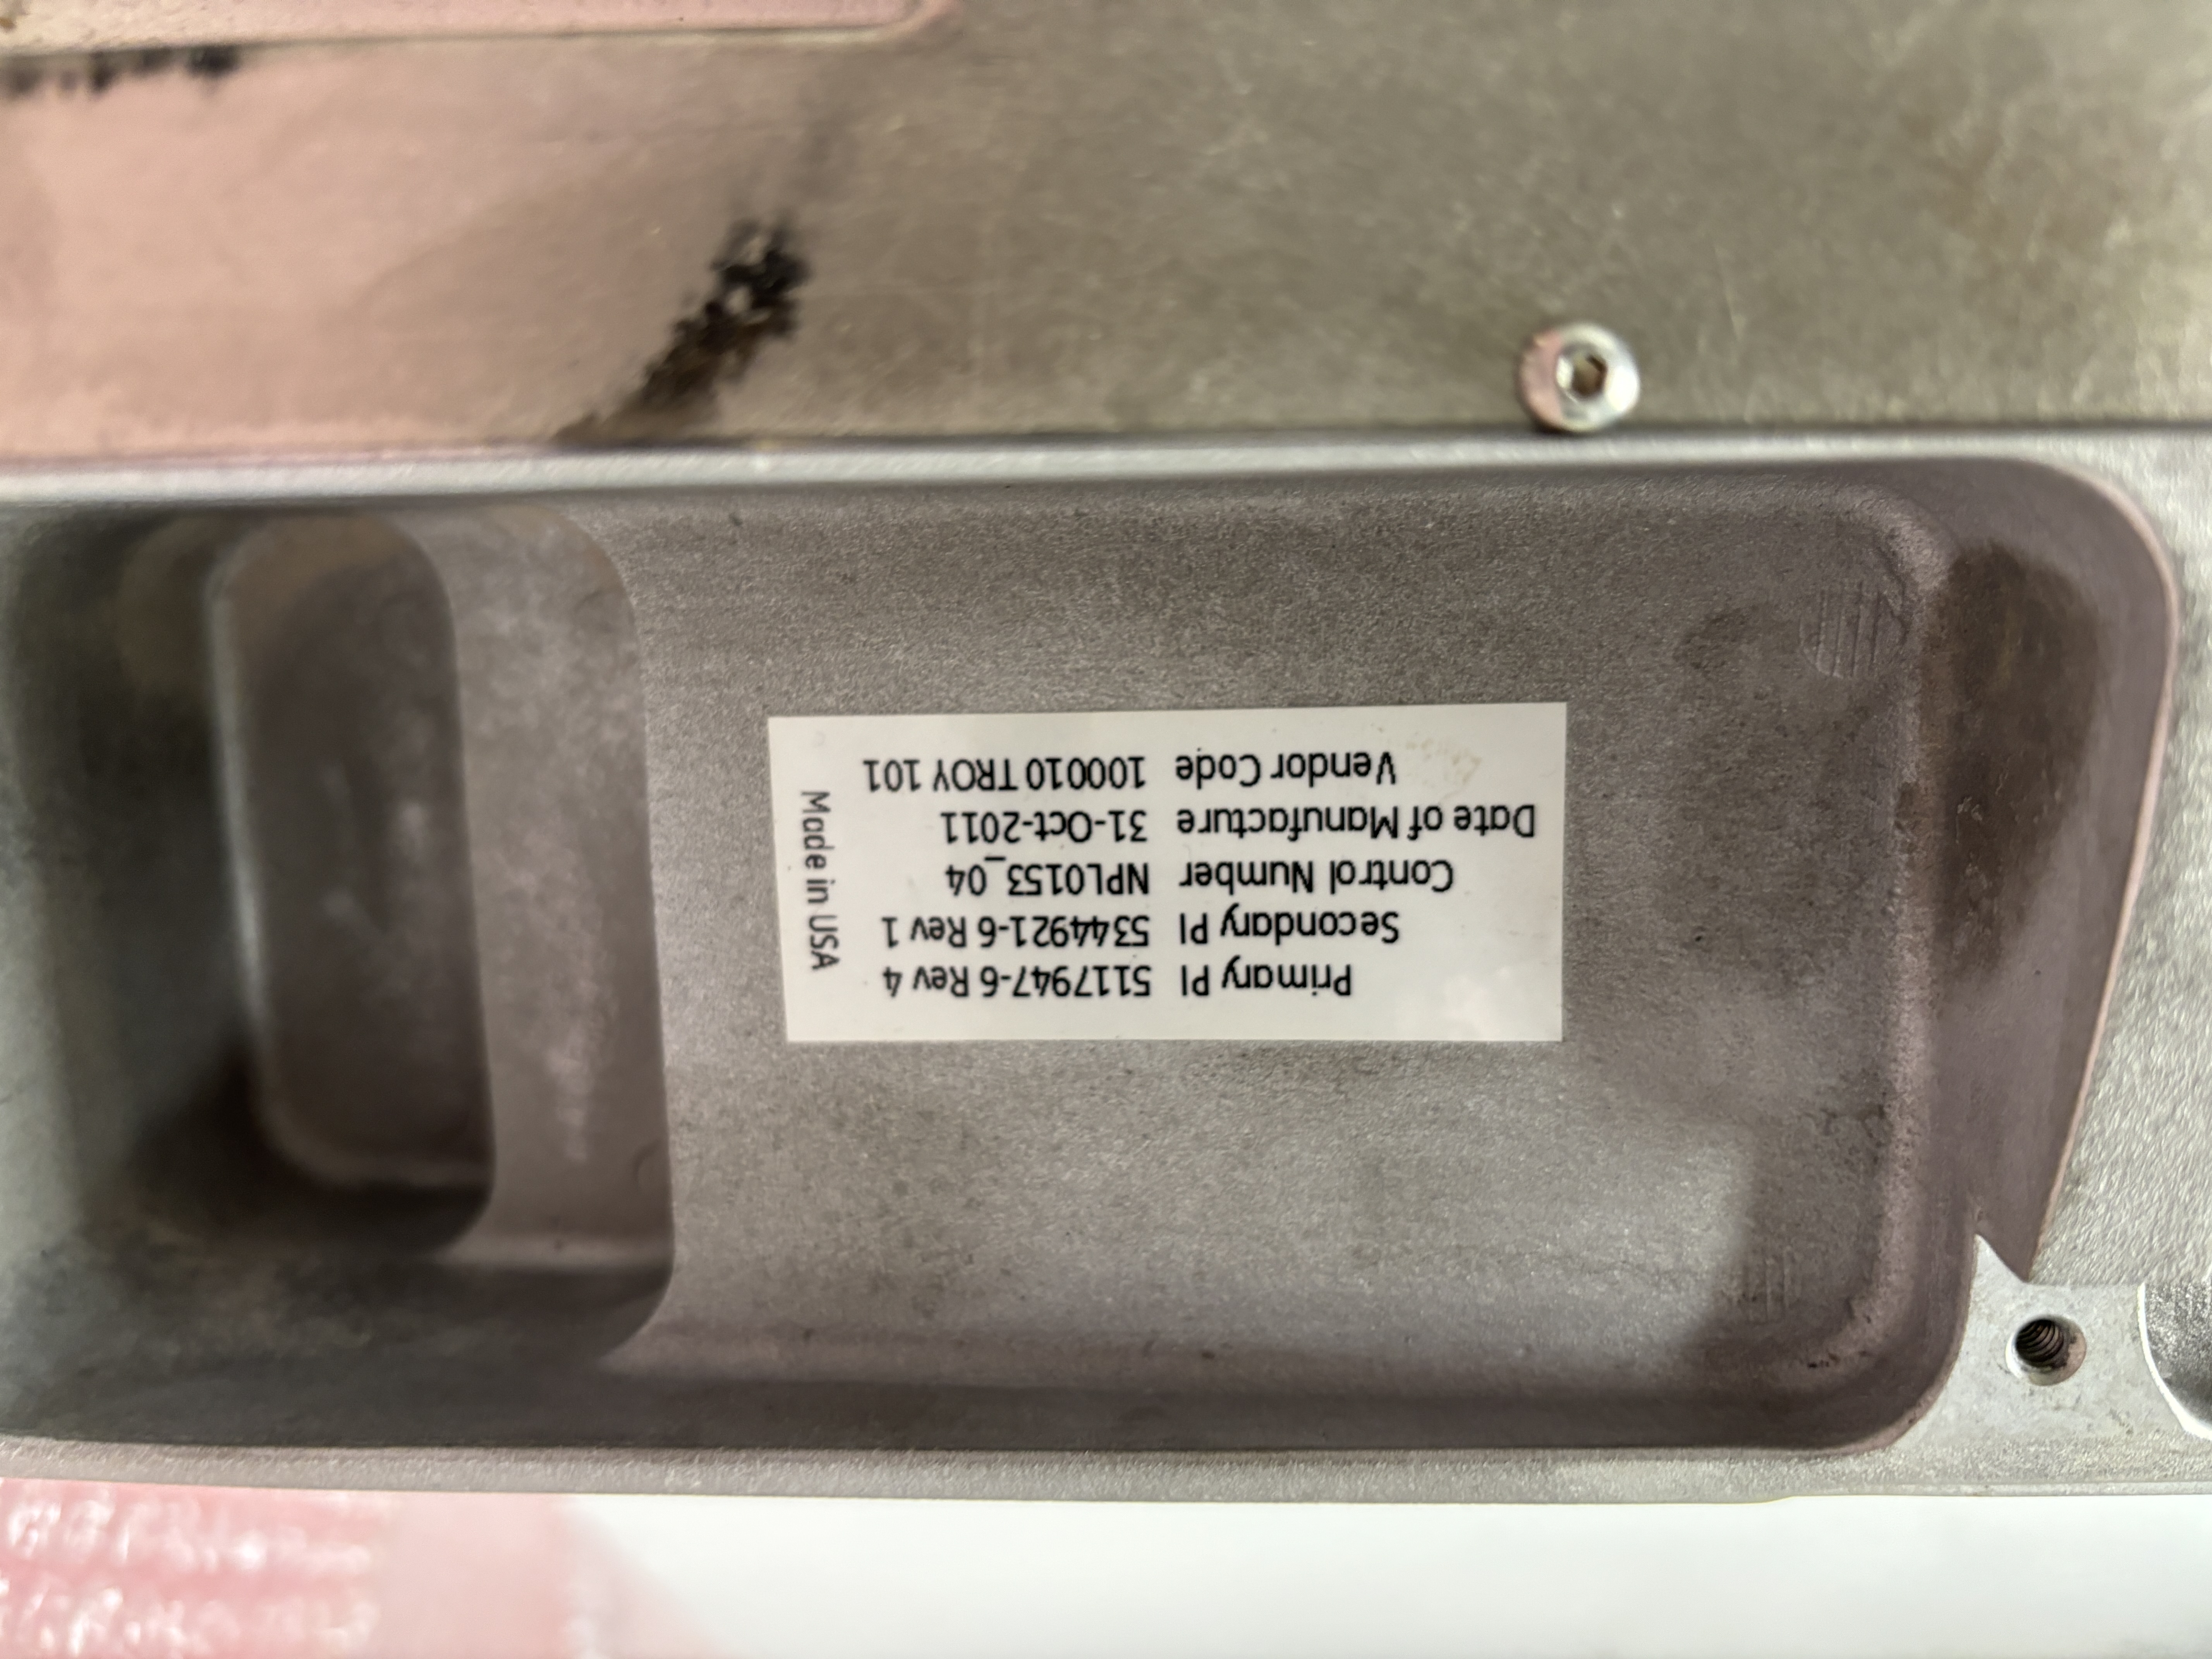 Primary PI 5117947-6 Rev 4
Secondary PI 5344921-6 Rev 1
Control Number NPL0153_04
Date of Manufacture 31-Oct-2011
Vendor Code 100010 TROY 101
Made in USA